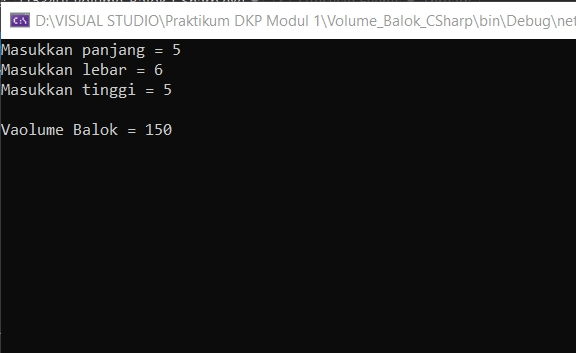 D:\VISUAL STUDIO\Praktikum DKP Modul 1\Volume_Balok_CSharp\bin\Debug\net
Masukkan panjang = 5
Masukkan lebar = 6
Masukkan tinggi = 5
Vaolume Balok = 150